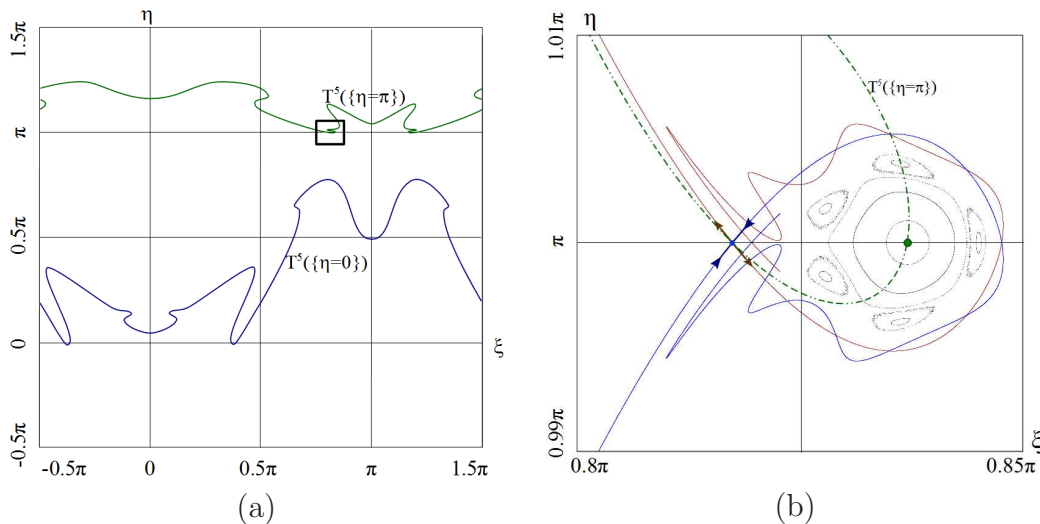 η
1.5π
T⁵({η=π})
π
0.5π
T⁵({η=0})
0
ξ
-0.5π
-0.5π 0 0.5π π 1.5π
(a)
η
1.01π
T⁵({η=π})
π
0.99π
ξ
0.8π 0.85π
(b)